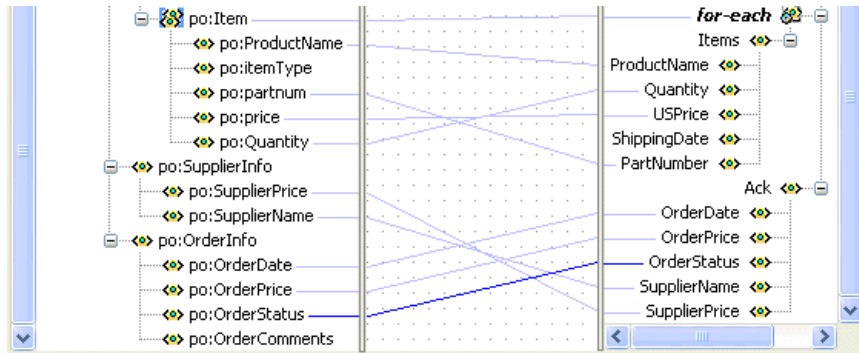 po:Item
po:ProductName
po:itemType
po:partnum
po:price
po:Quantity
po:SupplierInfo
po:SupplierPrice
po:SupplierName
po:OrderInfo
po:OrderDate
po:OrderPrice
po:OrderStatus
po:OrderComments
for-each
Items
ProductName
Quantity
USPrice
ShippingDate
PartNumber
Ack
OrderDate
OrderPrice
OrderStatus
SupplierName
SupplierPrice